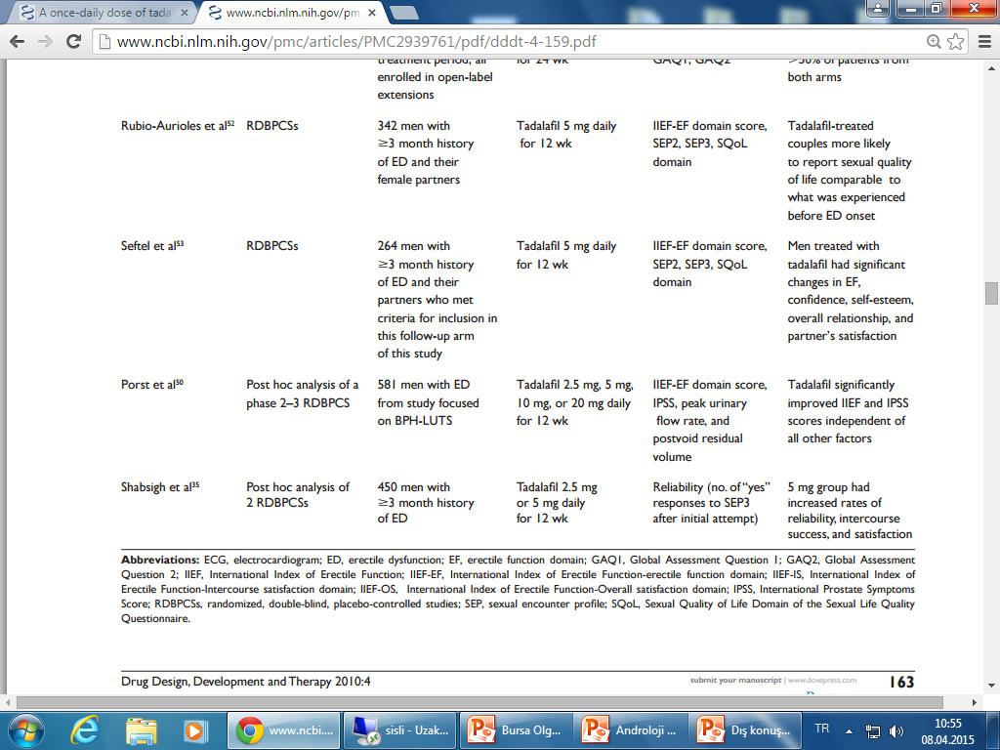 A once-daily dose of tada
www.ncbi.nlm.nih.gov/pm
www.ncbi.nlm.nih.gov/pmc/articles/PMC2939761/pdf/dddt-4-159.pdf
treatment period, all
enrolled in open-label
extensions
for 24 wk
GAQ1, GAQ2
>50% of patients from
both arms
Rubio-Aurioles et al52 RDBPCSs
342 men with
≥3 month history
of ED and their
female partners
Tadalafil 5 mg daily
for 12 wk
IIEF-EF domain score,
SEP2, SEP3, SQoL
domain
Tadalafil-treated
couples more likely
to report sexual quality
of life comparable to
what was experienced
before ED onset
Seftel et al53
RDBPCSs
264 men with
≥3 month history
of ED and their
partners who met
criteria for inclusion in
this follow-up arm
of this study
Tadalafil 5 mg daily
for 12 wk
IIEF-EF domain score,
SEP2, SEP3, SQoL
domain
Men treated with
tadalafil had significant
changes in EF,
confidence, self-esteem,
overall relationship, and
partner's satisfaction
Porst et al50
Post hoc analysis of a
phase 2–3 RDBPCS
581 men with ED
from study focused
on BPH-LUTS
Tadalafil 2.5 mg, 5 mg,
10 mg, or 20 mg daily
for 12 wk
IIEF-EF domain score,
IPSS, peak urinary
flow rate, and
postvoid residual
volume
Tadalafil significantly
improved IIEF and IPSS
scores independent of
all other factors
Shabsigh et al35
Post hoc analysis of
2 RDBPCSs
450 men with
≥3 month history
of ED
Tadalafil 2.5 mg
or 5 mg daily
for 12 wk
Reliability (no. of "yes"
responses to SEP3
after initial attempt)
5 mg group had
increased rates of
reliability, intercourse
success, and satisfaction
Abbreviations: ECG, electrocardiogram; ED, erectile dysfunction; EF, erectile function domain; GAQ1, Global Assessment Question 1; GAQ2, Global Assessment
Question 2; IIEF, International Index of Erectile Function; IIEF-EF, International Index of Erectile Function-erectile function domain; IIEF-IS, International Index of
Erectile Function-Intercourse satisfaction domain; IIEF-OS, International Index of Erectile Function-Overall satisfaction domain; IPSS, International Prostate Symptoms
Score; RDBPCSs, randomized, double-blind, placebo-controlled studies; SEP, sexual encounter profile; SQoL, Sexual Quality of Life Domain of the Sexual Life Quality
Questionnaire.
Drug Design, Development and Therapy 2010:4
submit your manuscript | www.dovepress.com
163
www.ncbi....
sisli - Uzak...
Bursa Olg...
Androloji ...
Dış konuş...
TR
10:55
08.04.2015